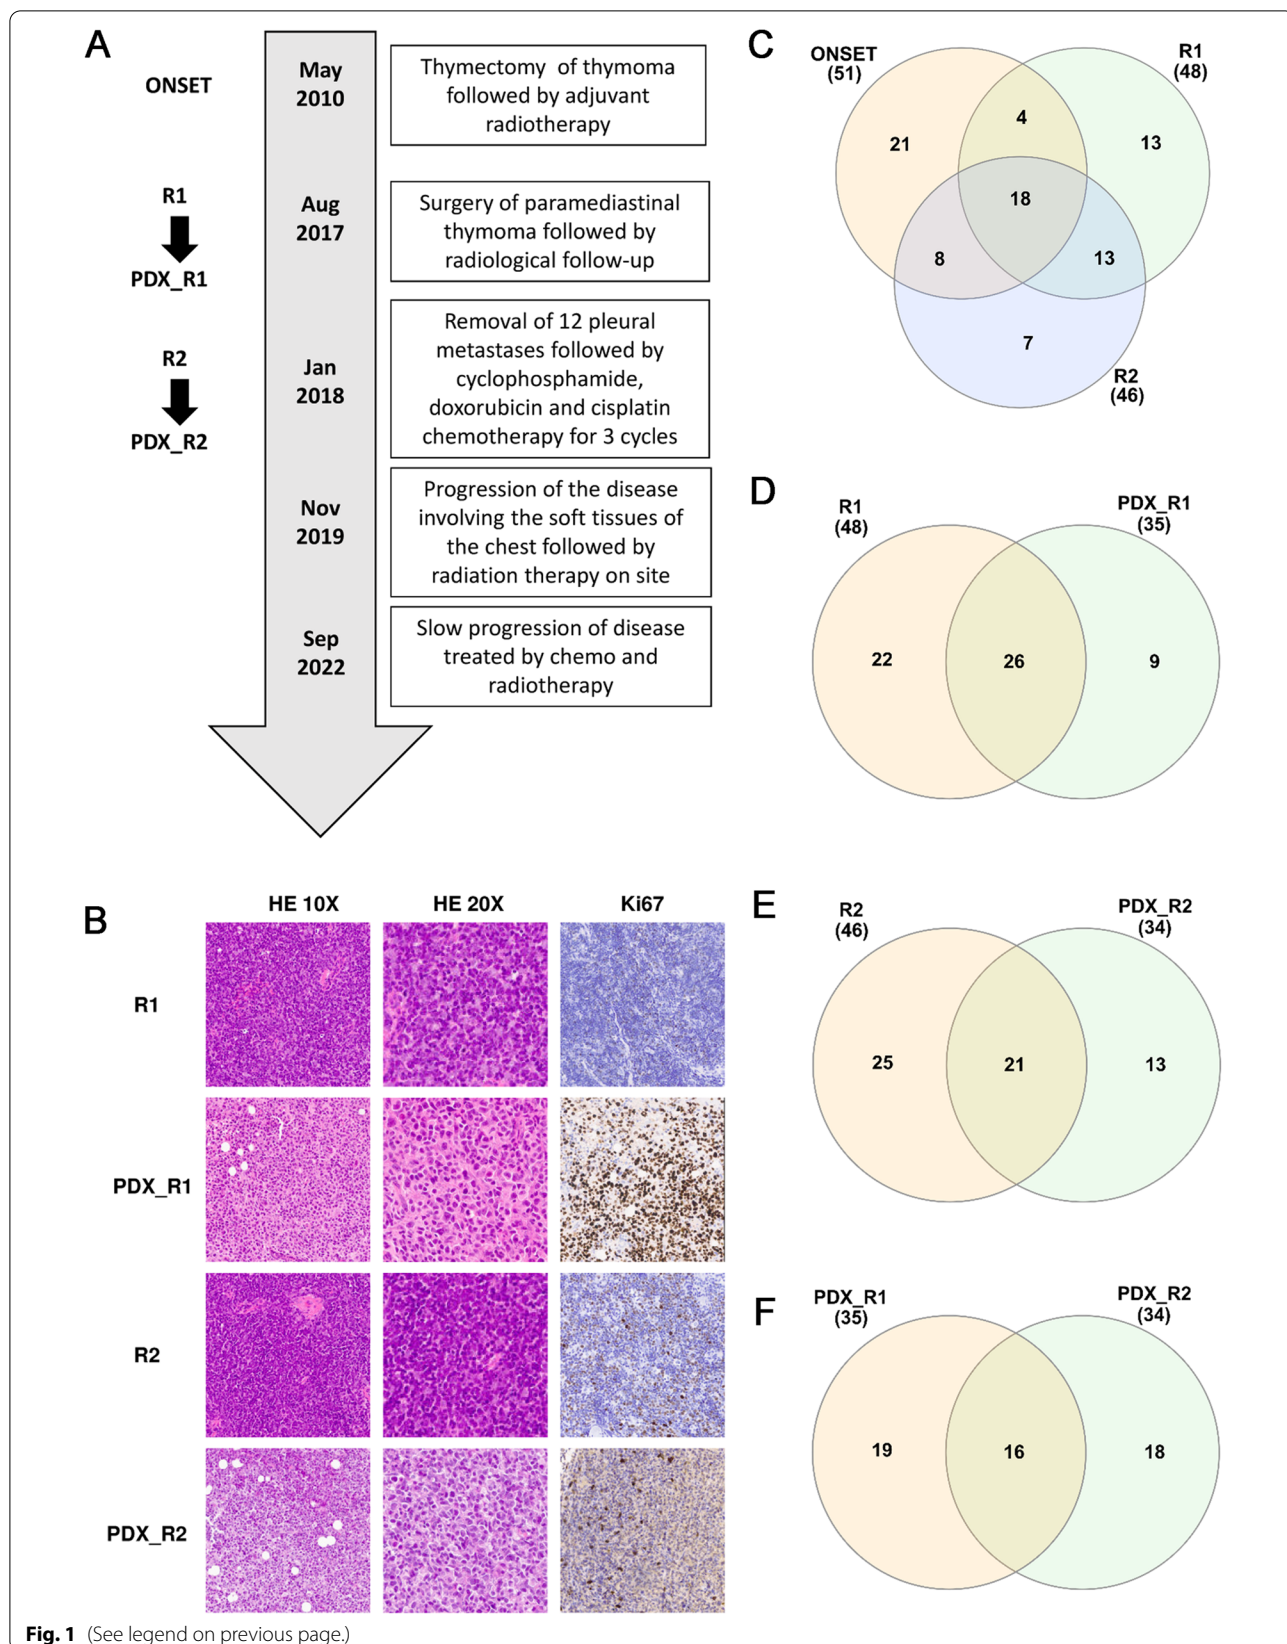 A
ONSET
May
2010
Thymectomy of thymoma
followed by adjuvant
radiotherapy
R1
PDX_R1
Aug
2017
Surgery of paramediastinal
thymoma followed by
radiological follow-up
R2
PDX_R2
Jan
2018
Removal of 12 pleural
metastases followed by
cyclophosphamide,
doxorubicin and cisplatin
chemotherapy for 3 cycles
Nov
2019
Progression of the disease
involving the soft tissues of
the chest followed by
radiation therapy on site
Sep
2022
Slow progression of disease
treated by chemo and
radiotherapy
B
HE 10X
HE 20X
Ki67
R1
PDX_R1
R2
PDX_R2
C
ONSET
(51)
R1
(48)
4
21
13
18
8
13
7
R2
(46)
D
R1
(48)
PDX_R1
(35)
22
26
9
E
R2
(46)
PDX_R2
(34)
25
21
13
F
PDX_R1
(35)
PDX_R2
(34)
19
16
18
Fig. 1 (See legend on previous page.)